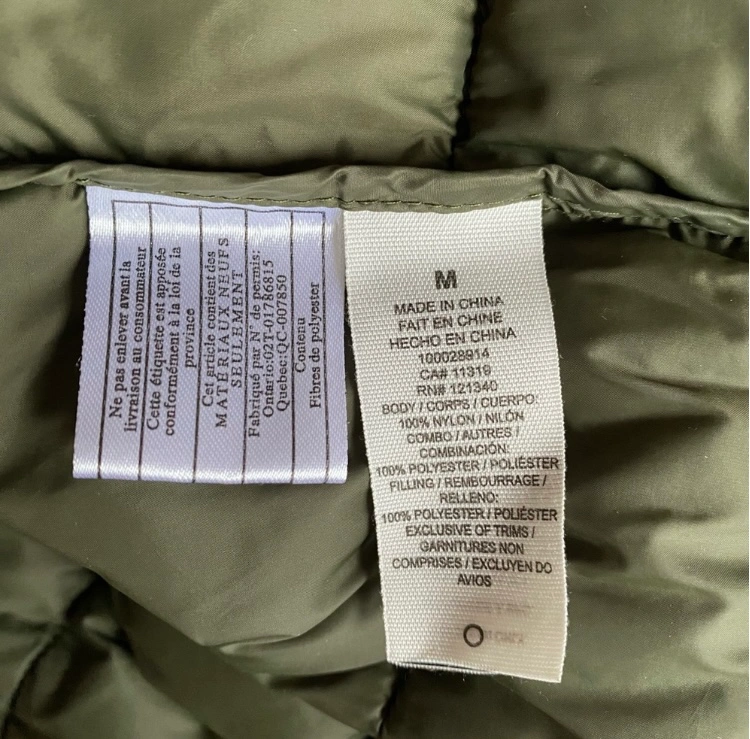 Ne pas enlever avant la
livraison au consommateur
Cette étiquette est apposée
conformément à la loi de la
province
Cet article contient des
MATÉRIAUX NEUFS
SEULEMENT
Fabriqué par N° de permis:
Ontario:02T-01786815
Quebec:QC-007850
Contenu
Fibres de polyester
M
MADE IN CHINA
FAIT EN CHINE
HECHO EN CHINA
100028914
CA# 11319
RN# 121340
BODY / CORPS / CUERPO:
100% NYLON / NILÓN
COMBO / AUTRES /
COMBINACIÓN:
100% POLYESTER / POLIÉSTER
FILLING / REMBOURRAGE /
RELLENO:
100% POLYESTER / POLIÉSTER
EXCLUSIVE OF TRIMS /
GARNITURES NON
COMPRISES / EXCLUYEN DO
AVIOS